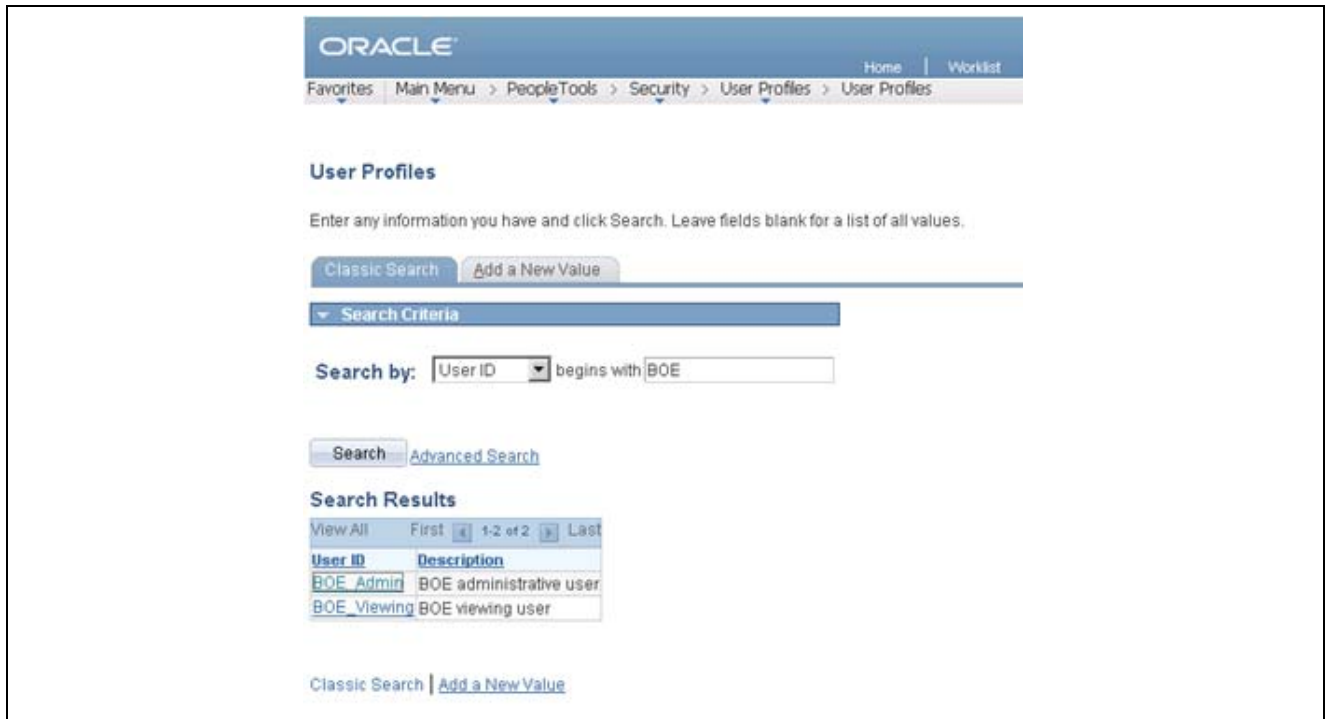 ORACLE
Home | Worklist
Favorites | Main Menu > PeopleTools > Security > User Profiles > User Profiles
User Profiles
Enter any information you have and click Search. Leave fields blank for a list of all values.
Classic Search Add a New Value
Search Criteria
Search by: User ID begins with BOE
Search Advanced Search
Search Results
View All First 1-2 of 2 Last
User ID Description
BOE_Admin BOE administrative user
BOE_Viewing BOE viewing user
Classic Search | Add a New Value